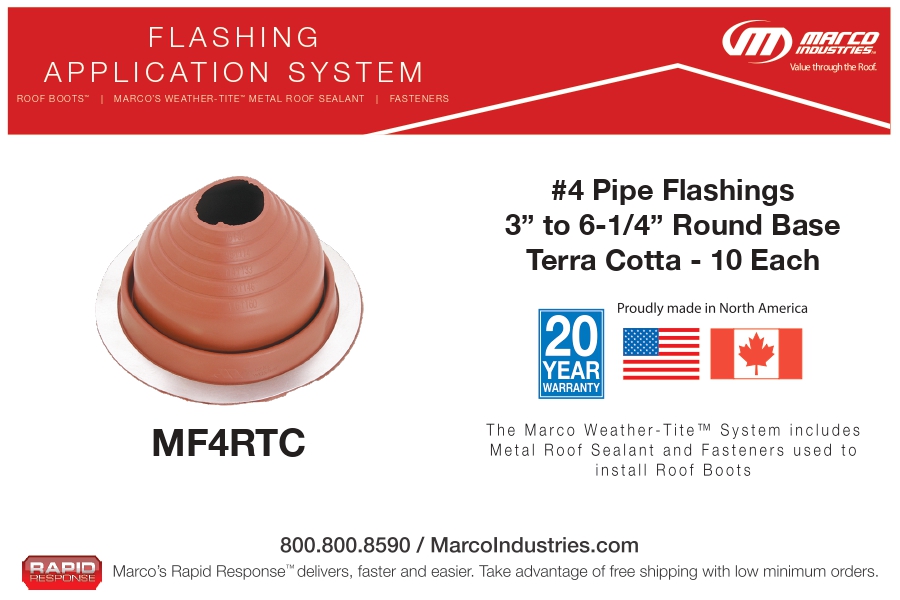 FLASHING
APPLICATION SYSTEM
ROOF BOOTS™ | MARCO'S WEATHER-TITE™ METAL ROOF SEALANT | FASTENERS
MARCO
INDUSTRIES™
Value through the Roof.
#4 Pipe Flashings
3” to 6-1/4” Round Base
Terra Cotta - 10 Each
Proudly made in North America
20
YEAR
WARRANTY
MF4RTC
The Marco Weather-Tite™ System includes
Metal Roof Sealant and Fasteners used to
install Roof Boots
800.800.8590 / MarcoIndustries.com
RAPID
RESPONSE
Marco’s Rapid Response™ delivers, faster and easier. Take advantage of free shipping with low minimum orders.